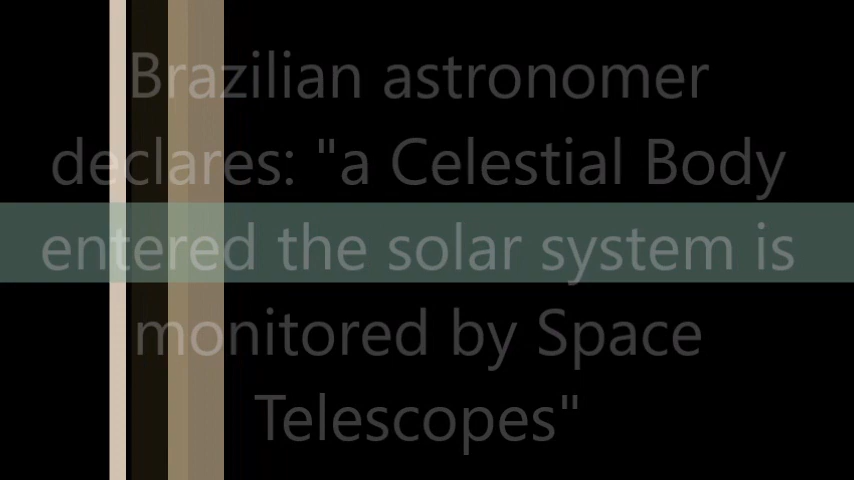 Brazilian astronomer
declares: "a Celestial Body
entered the solar system is
monitored by Space
Telescopes"